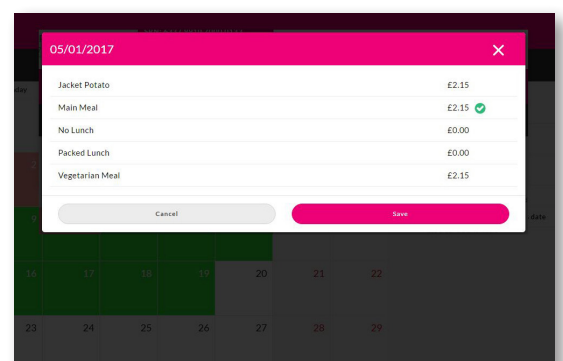 05/01/2017
Jacket Potato £2.15
Main Meal £2.15
No Lunch £0.00
Packed Lunch £0.00
Vegetarian Meal £2.15
Cancel Save
9
16 17 18 19 20 21 22
23 24 25 26 27 28 29